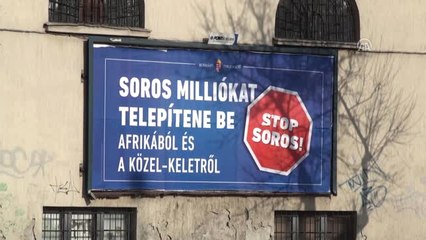 SOROS MILLIÓKAT
TELEPÍTENE BE
AFRIKÁBÓL ÉS
A KÖZEL-KELETRŐL
STOP
SOROS!